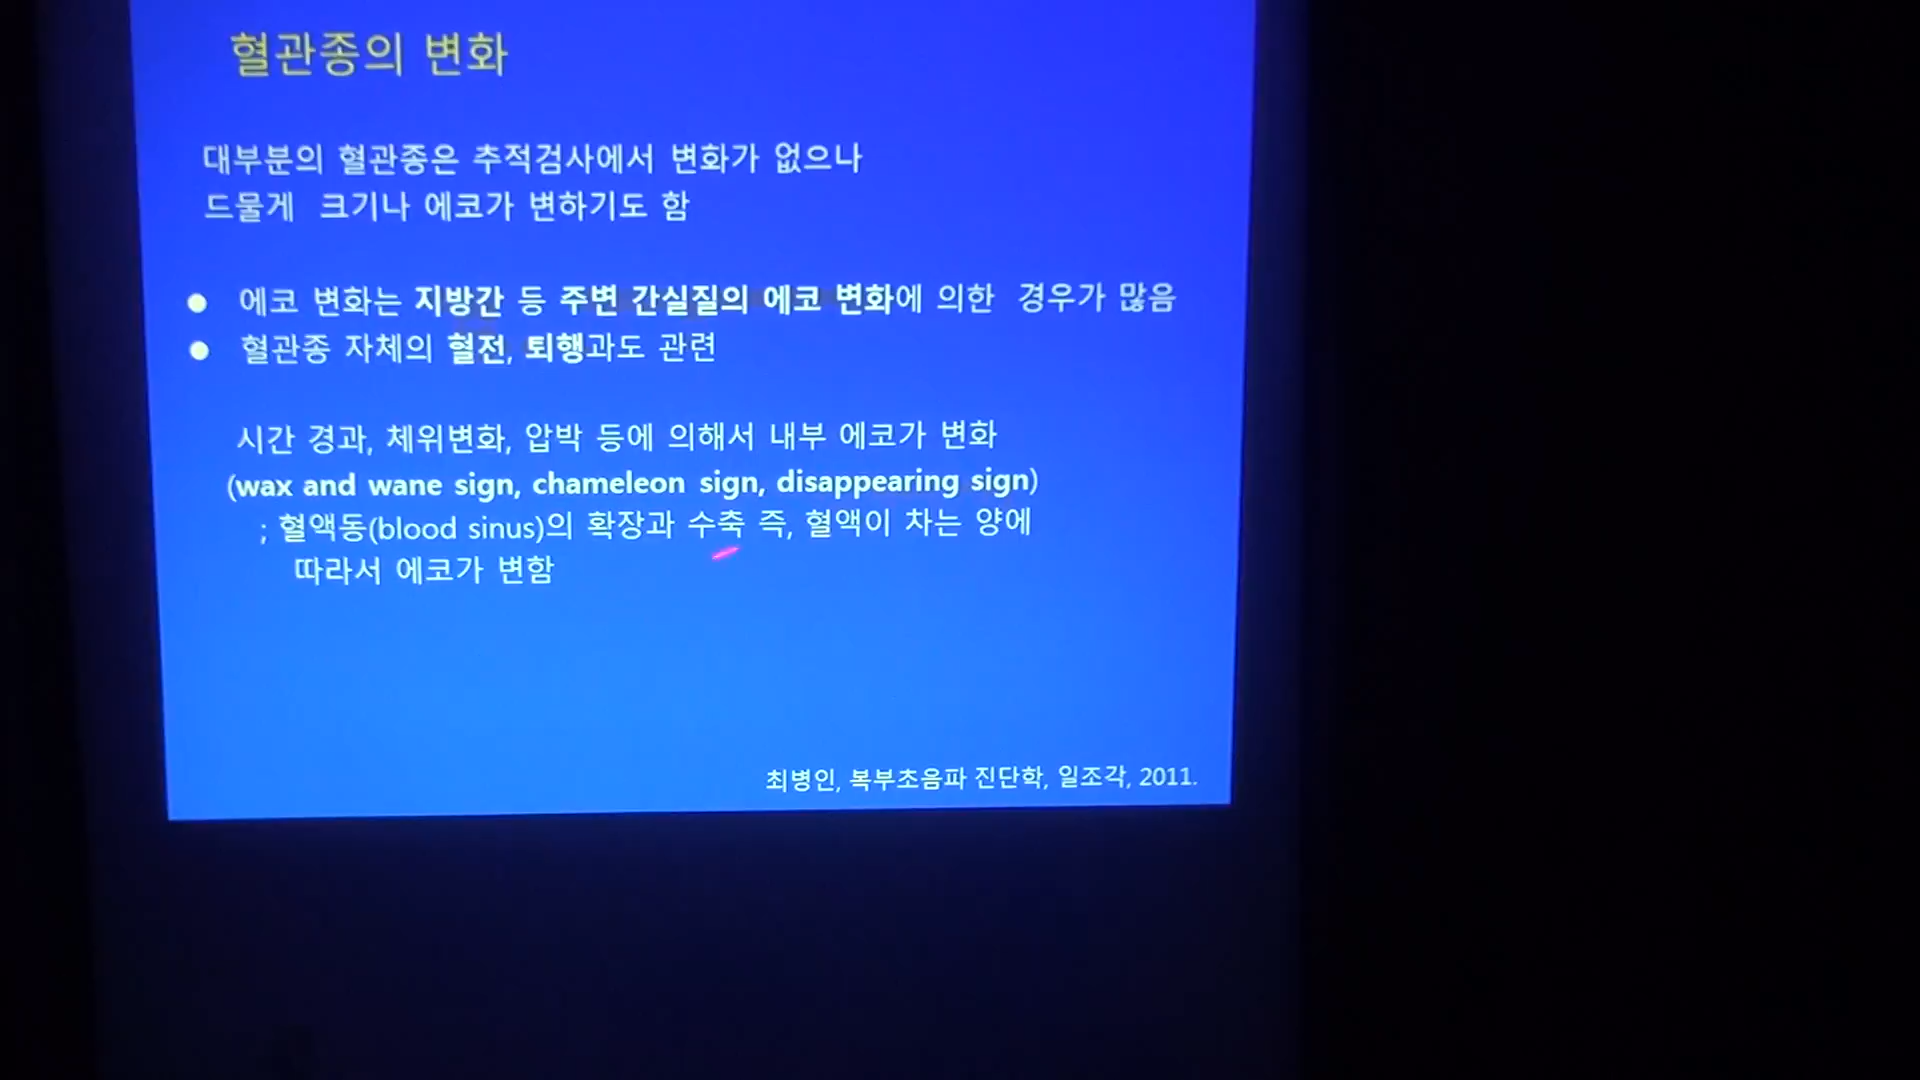 혈관종의 변화
대부분의 혈관종은 추적검사에서 변화가 없으나
드물게 크기나 에코가 변하기도 함
● 에코 변화는 지방간 등 주변 간실질의 에코 변화에 의한 경우가 많음
● 혈관종 자체의 혈전, 퇴행과도 관련
시간 경과, 체위변화, 압박 등에 의해서 내부 에코가 변화
(wax and wane sign, chameleon sign, disappearing sign)
; 혈액동(blood sinus)의 확장과 수축 즉, 혈액이 차는 양에
따라서 에코가 변함
최병인, 복부초음파 진단학, 일조각, 2011.